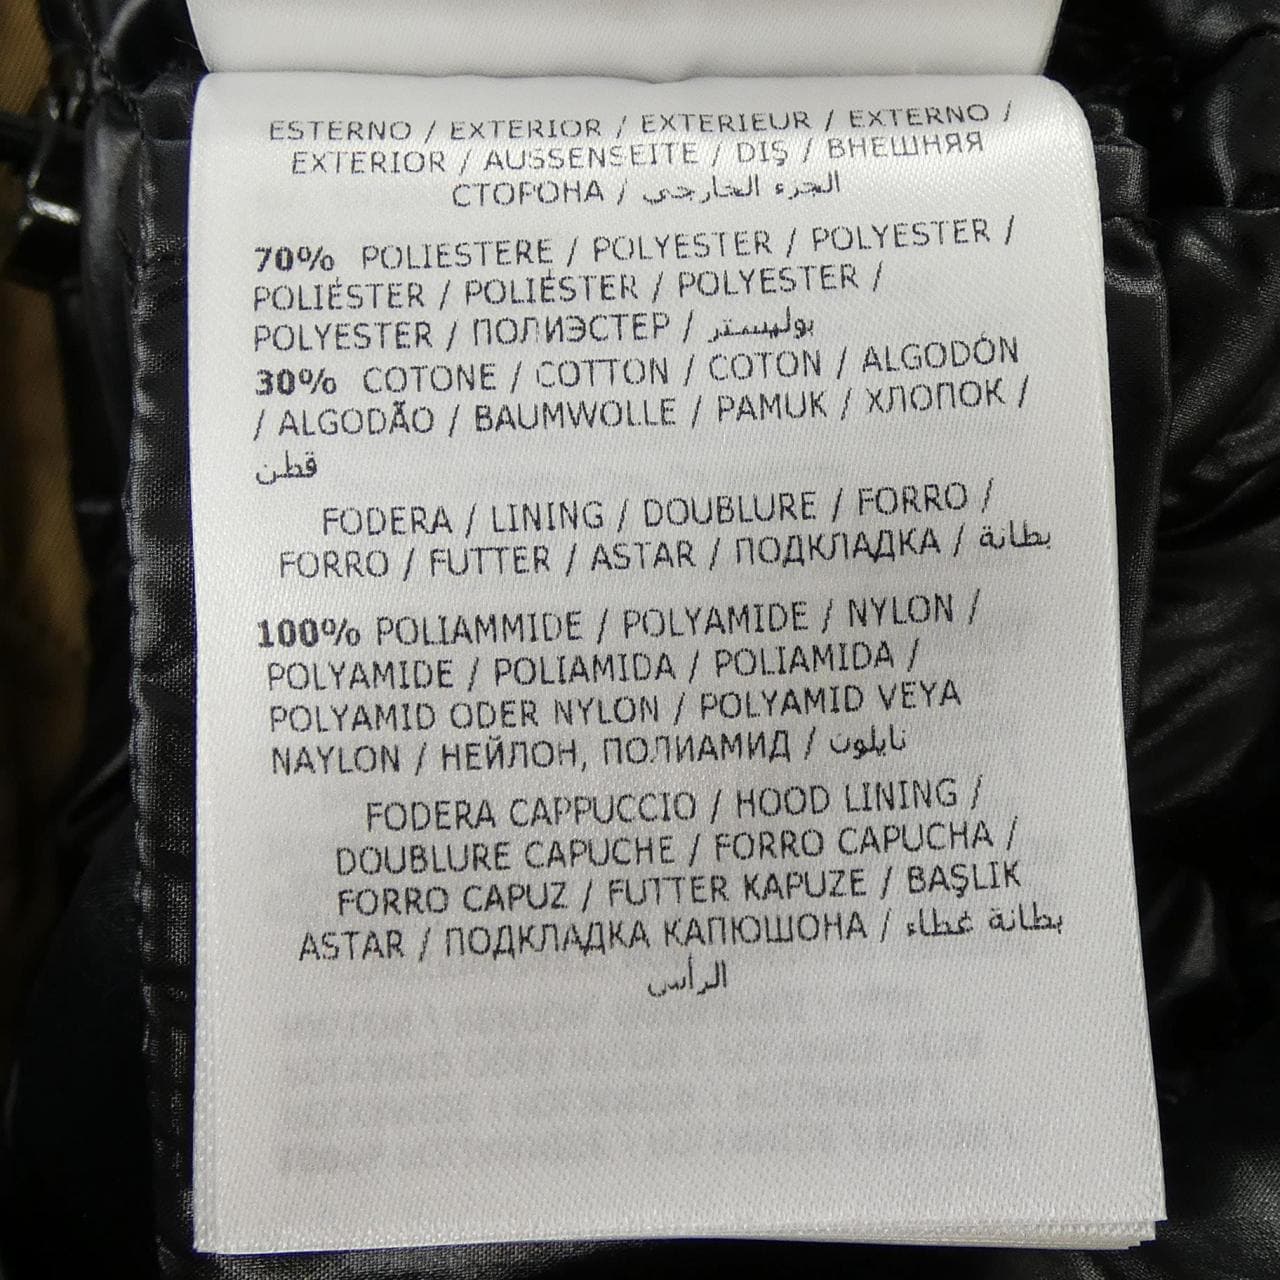 ESTERNO / EXTERIOR / EXTERIEUR / EXTERNO /
EXTERIOR / AUSSENSEITE / DIŞ / ВНЕШНЯЯ
СТОРОНА / الجزء الخارجي
70% POLIESTERE / POLYESTER / POLYESTER /
POLIÉSTER / POLIÉSTER / POLYESTER /
POLYESTER / ПОЛИЭСТЕР / بوليستر
30% COTONE / COTTON / COTON / ALGODÓN
/ ALGODÃO / BAUMWOLLE / PAMUK / ХЛОПОК /
قطن
FODERA / LINING / DOUBLURE / FORRO /
FORRO / FUTTER / ASTAR / ПОДКЛАДКА / بطانة
100% POLIAMMIDE / POLYAMIDE / NYLON /
POLYAMIDE / POLIAMIDA / POLIAMIDA /
POLYAMID ODER NYLON / POLYAMID VEYA
NAYLON / НЕЙЛОН, ПОЛИАМИД / نايلون
FODERA CAPPUCCIO / HOOD LINING /
DOUBLURE CAPUCHE / FORRO CAPUCHA /
FORRO CAPUZ / FUTTER KAPUZE / BAŞLIK
ASTAR / ПОДКЛАДКА КАПЮШОНА / بطانة غطاء
الرأس